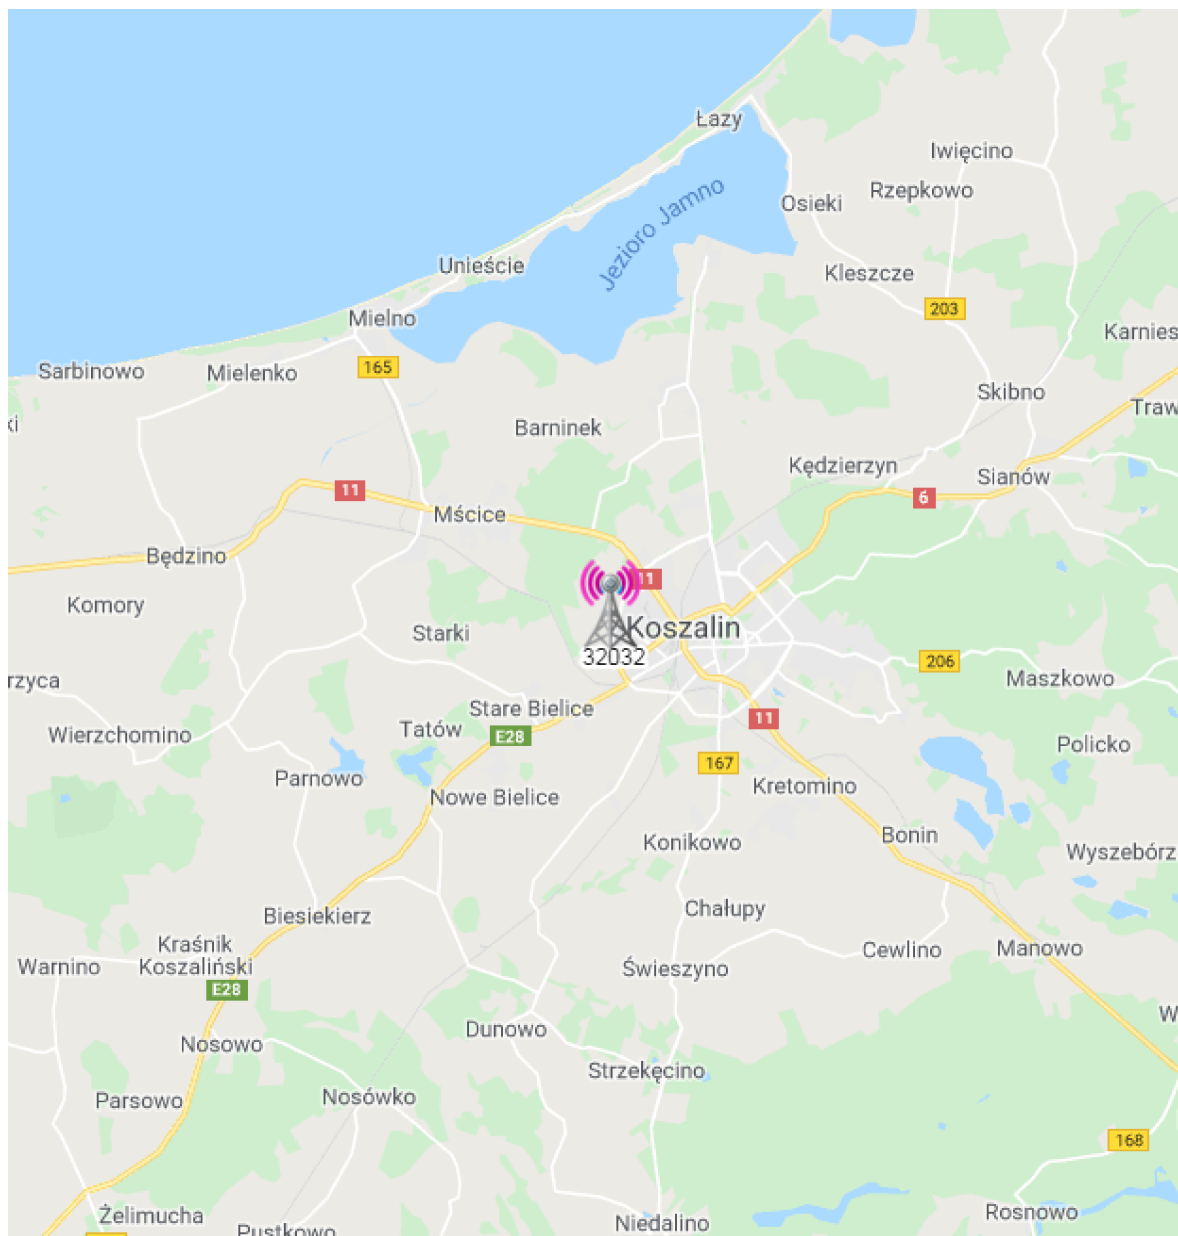 Łazy
Iwięcino
Rzepkowo
Osieki
Jezioro Jamno
Unieście
Kleszcze
203
Mielno
Karnies
165
Sarbinowo
Mielenko
Skibno
Traw
ki
Barninek
Kędzierzyn
Sianów
11
6
Mścice
Będzino
11
Komory
Starki
Koszalin
32032
206
rzyca
Maszkowo
Stare Bielice
11
Wierzchomino
Tatów
E28
Policko
167
Parnowo
Kretomino
Nowe Bielice
Bonin
Konikowo
Wyszebórz
Chałupy
Biesiekierz
Kraśnik
Koszaliński
Cewlino
Manowo
Warnino
Świeszyno
E28
W
Dunowo
Nosowo
Strzekęcino
Parsowo
Nosówko
168
Żelimucha
Rosnowo
Pustkowo
Niedalino